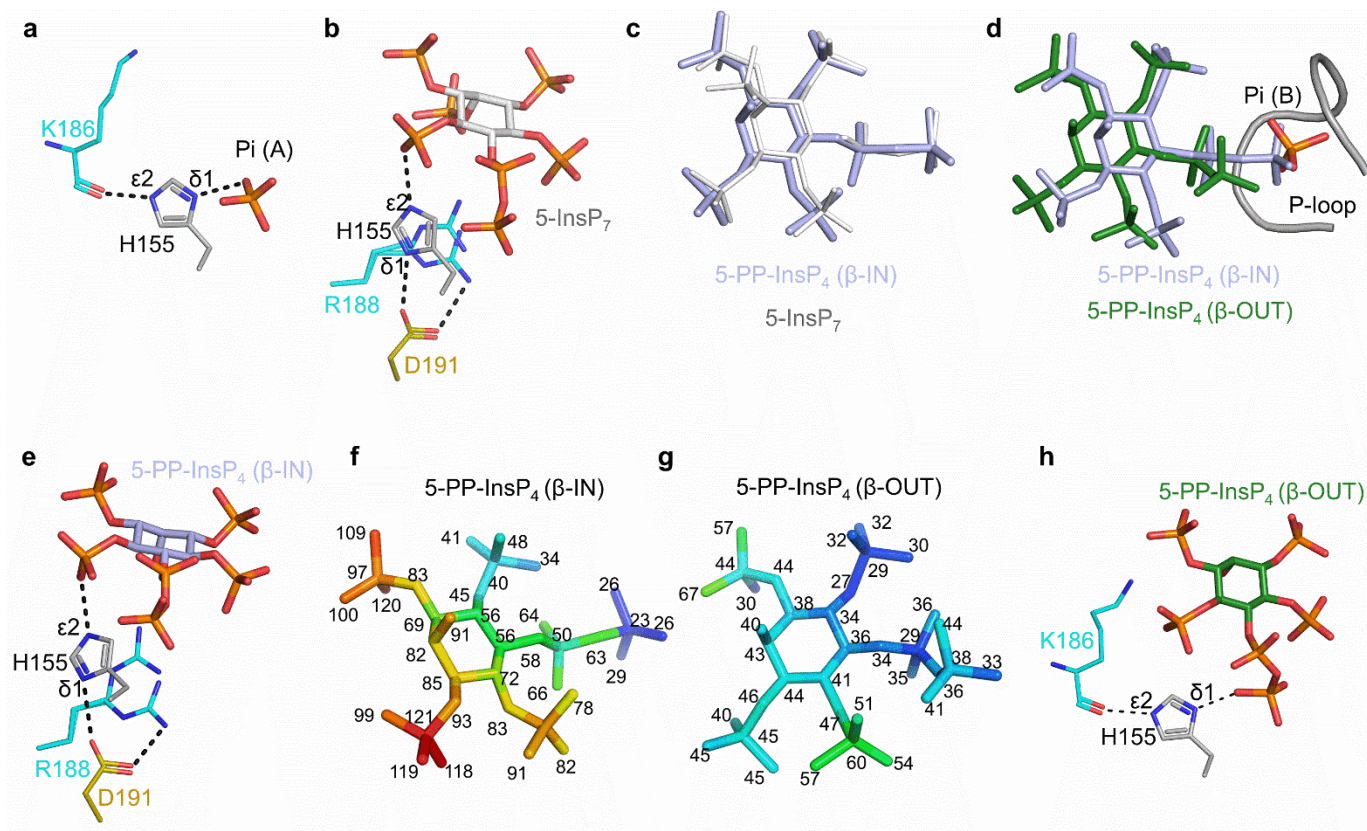 a
K186
Pi (A)
ε2
δ1
H155
b
5-InsP₇
ε2
H155
δ1
R188
D191
c
5-PP-InsP₄ (β-IN)
5-InsP₇
d
Pi (B)
P-loop
5-PP-InsP₄ (β-IN)
5-PP-InsP₄ (β-OUT)
e
5-PP-InsP₄ (β-IN)
ε2
H155
δ1
R188
D191
f
5-PP-InsP₄ (β-IN)
109
41
48
34
97
83
40
26
100
120
45
56
64
23
26
69
91
56
50
82
58
63
29
85
72
66
99
121
93
83
78
119
118
91
82
g
5-PP-InsP₄ (β-OUT)
57
32
32
30
44
44
29
67
27
30
38
34
36
40
36
29
44
43
34
38
33
35
36
41
46
44
41
51
40
47
45
45
60
54
45
57
h
5-PP-InsP₄ (β-OUT)
K186
ε2
δ1
H155